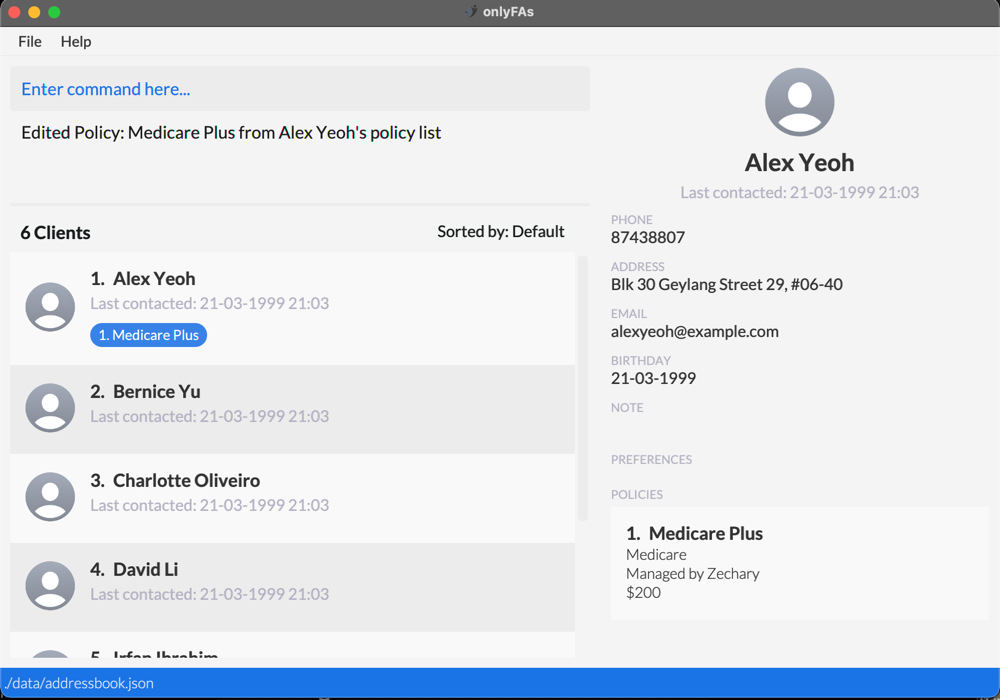 onlyFAs
File Help
Enter command here...
Edited Policy: Medicare Plus from Alex Yeoh's policy list
6 Clients
Sorted by: Default
1. Alex Yeoh
Last contacted: 21-03-1999 21:03
1. Medicare Plus
2. Bernice Yu
Last contacted: 21-03-1999 21:03
3. Charlotte Oliveiro
Last contacted: 21-03-1999 21:03
4. David Li
Last contacted: 21-03-1999 21:03
5. Irfan Ibrahim
Alex Yeoh
Last contacted: 21-03-1999 21:03
PHONE
87438807
ADDRESS
Blk 30 Geylang Street 29, #06-40
EMAIL
alexyeoh@example.com
BIRTHDAY
21-03-1999
NOTE
PREFERENCES
POLICIES
1. Medicare Plus
Medicare
Managed by Zechary
$200
./data/addressbook.json